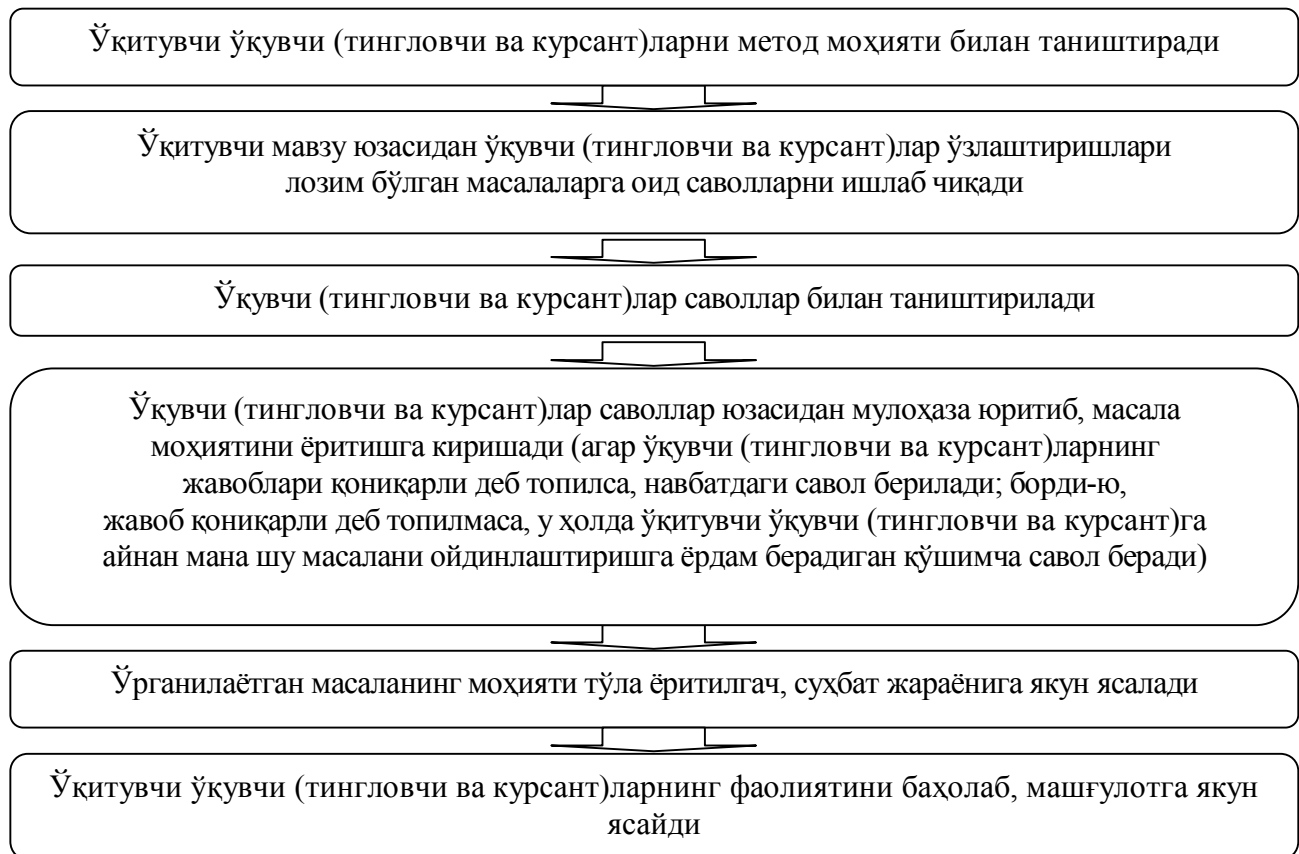 Ўқитувчи ўқувчи (тингловчи ва курсант)ларни метод моҳияти билан таништиради
Ўқитувчи мавзу юзасидан ўқувчи (тингловчи ва курсант)лар ўзлаштиришлари
лозим бўлган масалаларга оид саволларни ишлаб чиқади
Ўқувчи (тингловчи ва курсант)лар саволлар билан таништирилади
Ўқувчи (тингловчи ва курсант)лар саволлар юзасидан мулоҳаза юритиб, масала
моҳиятини ёритишга киришади (агар ўқувчи (тингловчи ва курсант)ларнинг
жавоблари қониқарли деб топилса, навбатдаги савол берилади; борди-ю,
жавоб қониқарли деб топилмаса, у ҳолда ўқитувчи ўқувчи (тингловчи ва курсант)га
айнан мана шу масалани ойдинлаштиришга ёрдам берадиган қўшимча савол беради)
Ўрганилаётган масаланинг моҳияти тўла ёритилгач, суҳбат жараёнига якун ясалади
Ўқитувчи ўқувчи (тингловчи ва курсант)ларнинг фаолиятини баҳолаб, машғулотга якун
ясайди